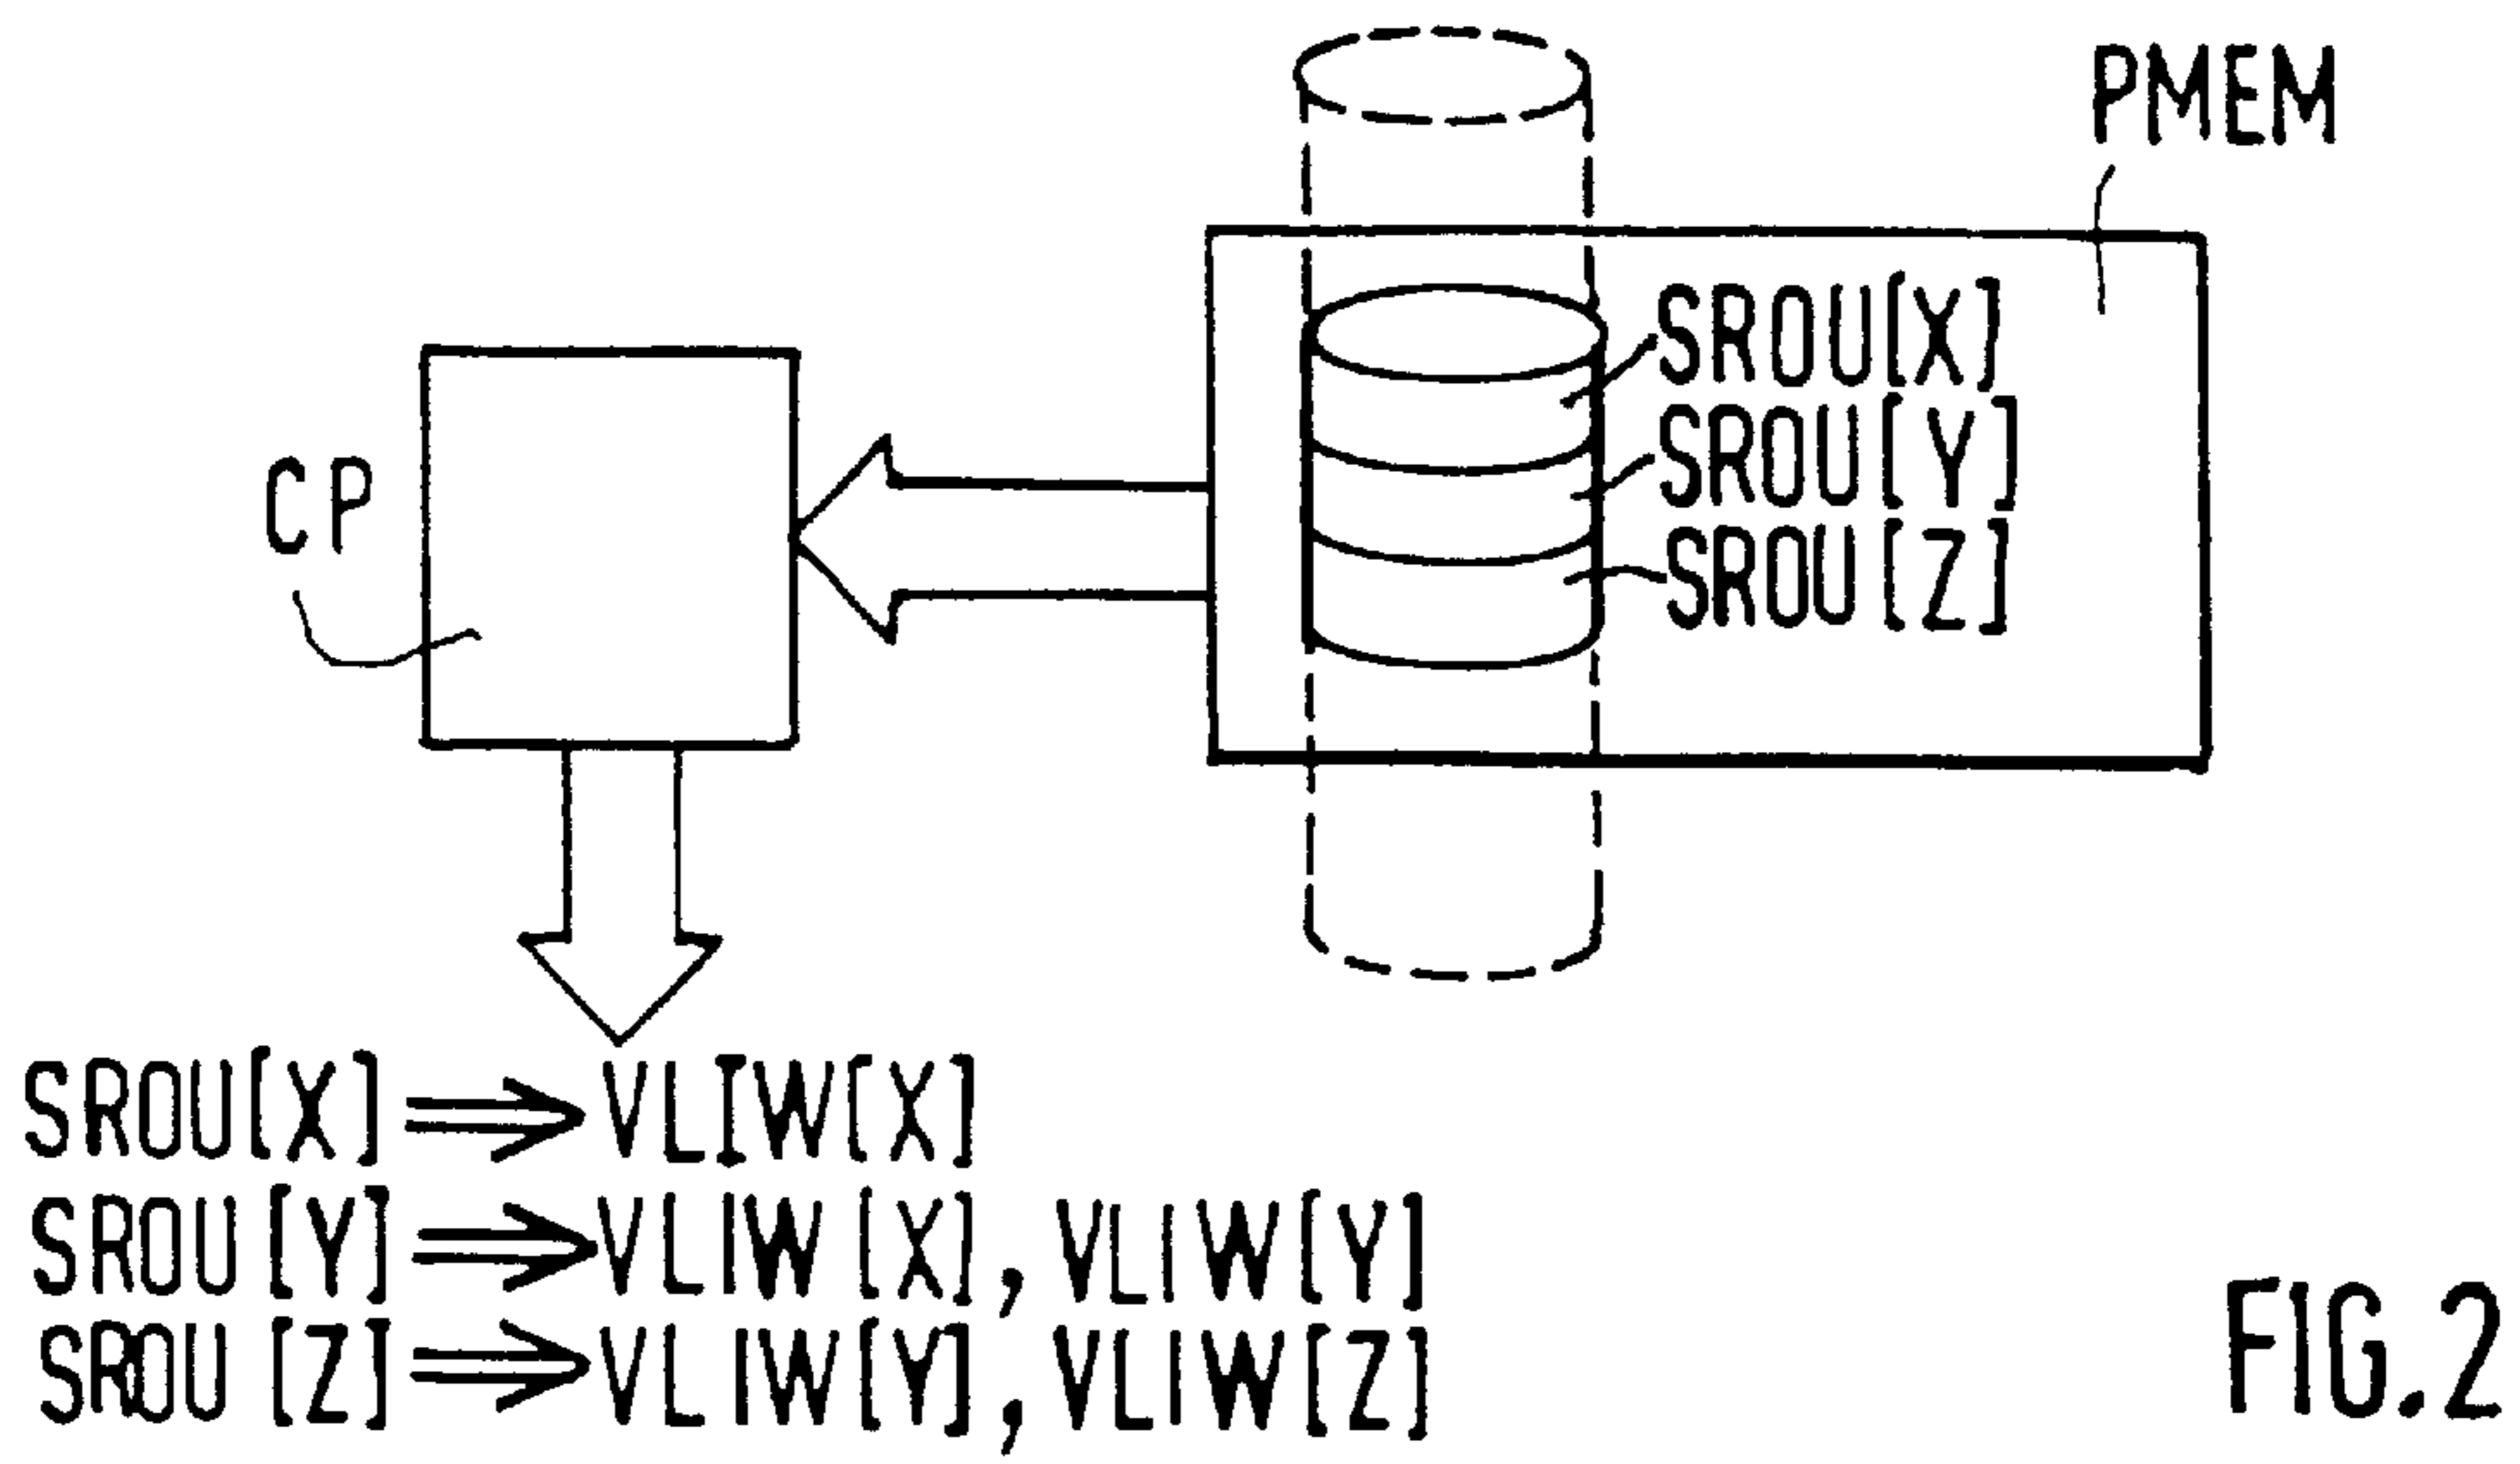 PMEM
SROU[X]
SROU[Y]
SROU[Z]
CP
SROU[X] ⇒ VLIW[X]
SROU[Y] ⇒ VLIW[X], VLIW[Y]
SROU[Z] ⇒ VLIW[Y], VLIW[Z]
FIG.2